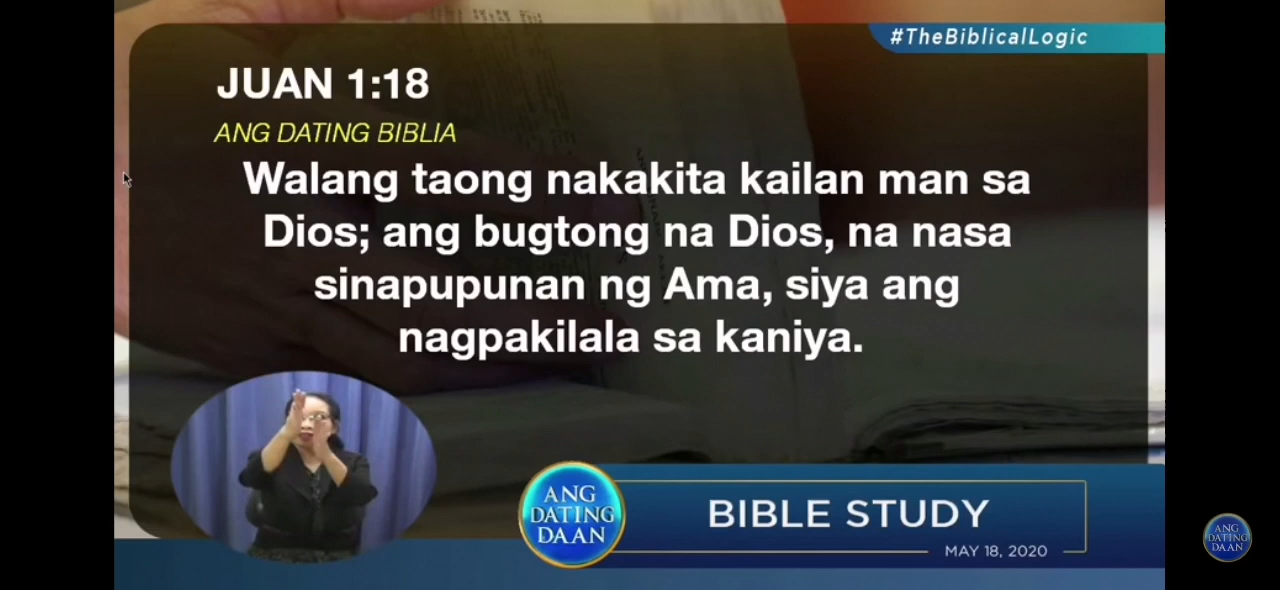 #TheBiblicalLogic
JUAN 1:18
ANG DATING BIBLIA
Walang taong nakakita kailan man sa
Dios; ang bugtong na Dios, na nasa
sinapupunan ng Ama, siya ang
nagpakilala sa kaniya.
ANG
DATING
DAAN
BIBLE STUDY
MAY 18, 2020
ANG
DATING
DAAN